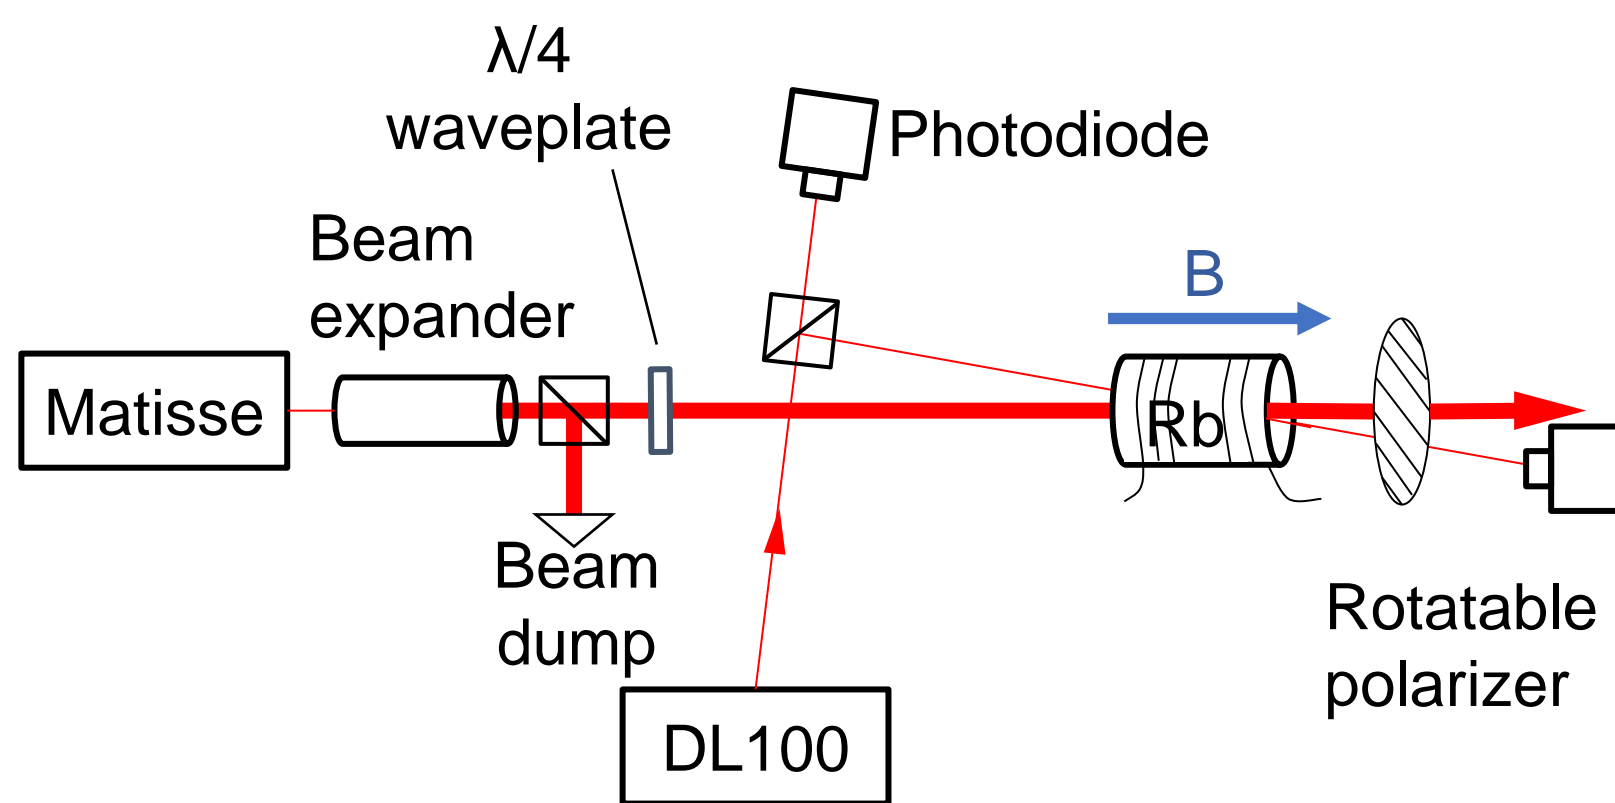 λ/4
waveplate
Photodiode
Beam
expander
B
Matisse
Rb
Beam
dump
Rotatable
polarizer
DL100